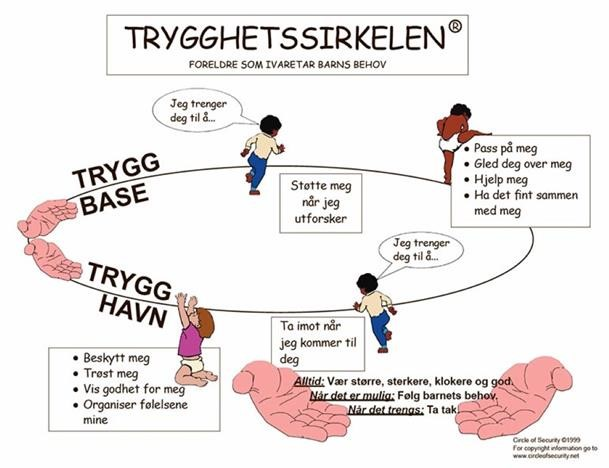 TRYGGHETSSIRKELEN®
FORELDRE SOM IVARETAR BARNS BEHOV
Jeg trenger
deg til å...
TRYGG
BASE
Støtte meg
når jeg
utforsker
• Pass på meg
• Gled deg over meg
• Hjelp meg
• Ha det fint sammen
med meg
Jeg trenger
deg til å...
TRYGG
HAVN
Ta imot når
jeg kommer til
deg
• Beskytt meg
• Trøst meg
• Vis godhet for meg
• Organiser følelsene
mine
Alltid: Vær større, sterkere, klokere og god.
Når det er mulig: Følg barnets behov.
Når det trengs: Ta tak.
Circle of Security ©1999
For copyright information go to
www.circleofsecurity.net